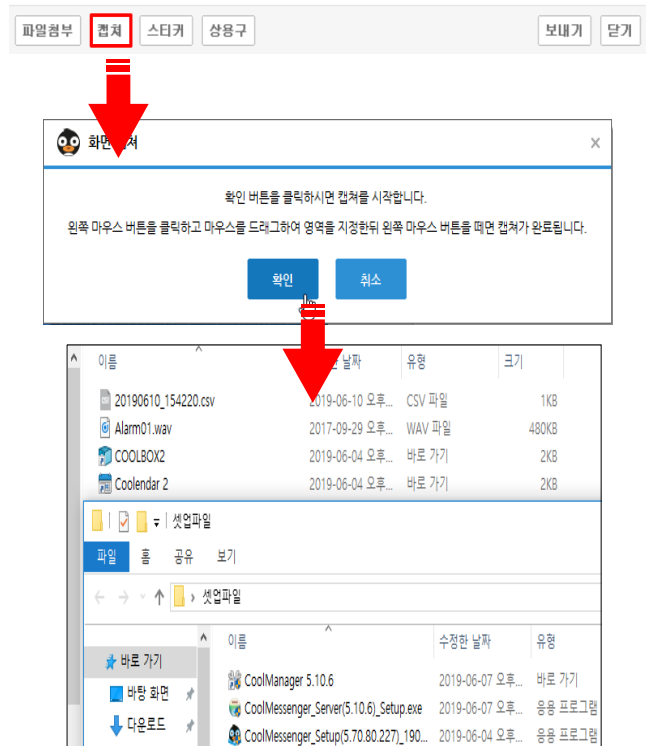 파일첨부 캡쳐 스티커 상용구 보내기 닫기
화면 캡쳐
확인 버튼을 클릭하시면 캡쳐를 시작합니다.
왼쪽 마우스 버튼을 클릭하고 마우스를 드래그하여 영역을 지정한뒤 왼쪽 마우스 버튼을 떼면 캡쳐가 완료됩니다.
확인 취소
이름 날짜 유형 크기
20190610_154220.csv 2019-06-10 오후... CSV 파일 1KB
Alarm01.wav 2017-09-29 오후... WAV 파일 480KB
COOLBOX2 2019-06-04 오후... 바로 가기 2KB
Coolendar 2 2019-06-04 오후... 바로 가기 2KB
셋업파일
파일 홈 공유 보기
셋업파일
이름 수정한 날짜 유형
바로 가기
CoolManager 5.10.6 2019-06-07 오후... 바로 가기
바탕 화면
CoolMessenger_Server(5.10.6)_Setup.exe 2019-06-07 오후... 응용 프로그램
다운로드
CoolMessenger_Setup(5.70.80.227)_190... 2019-06-04 오후... 응용 프로그램